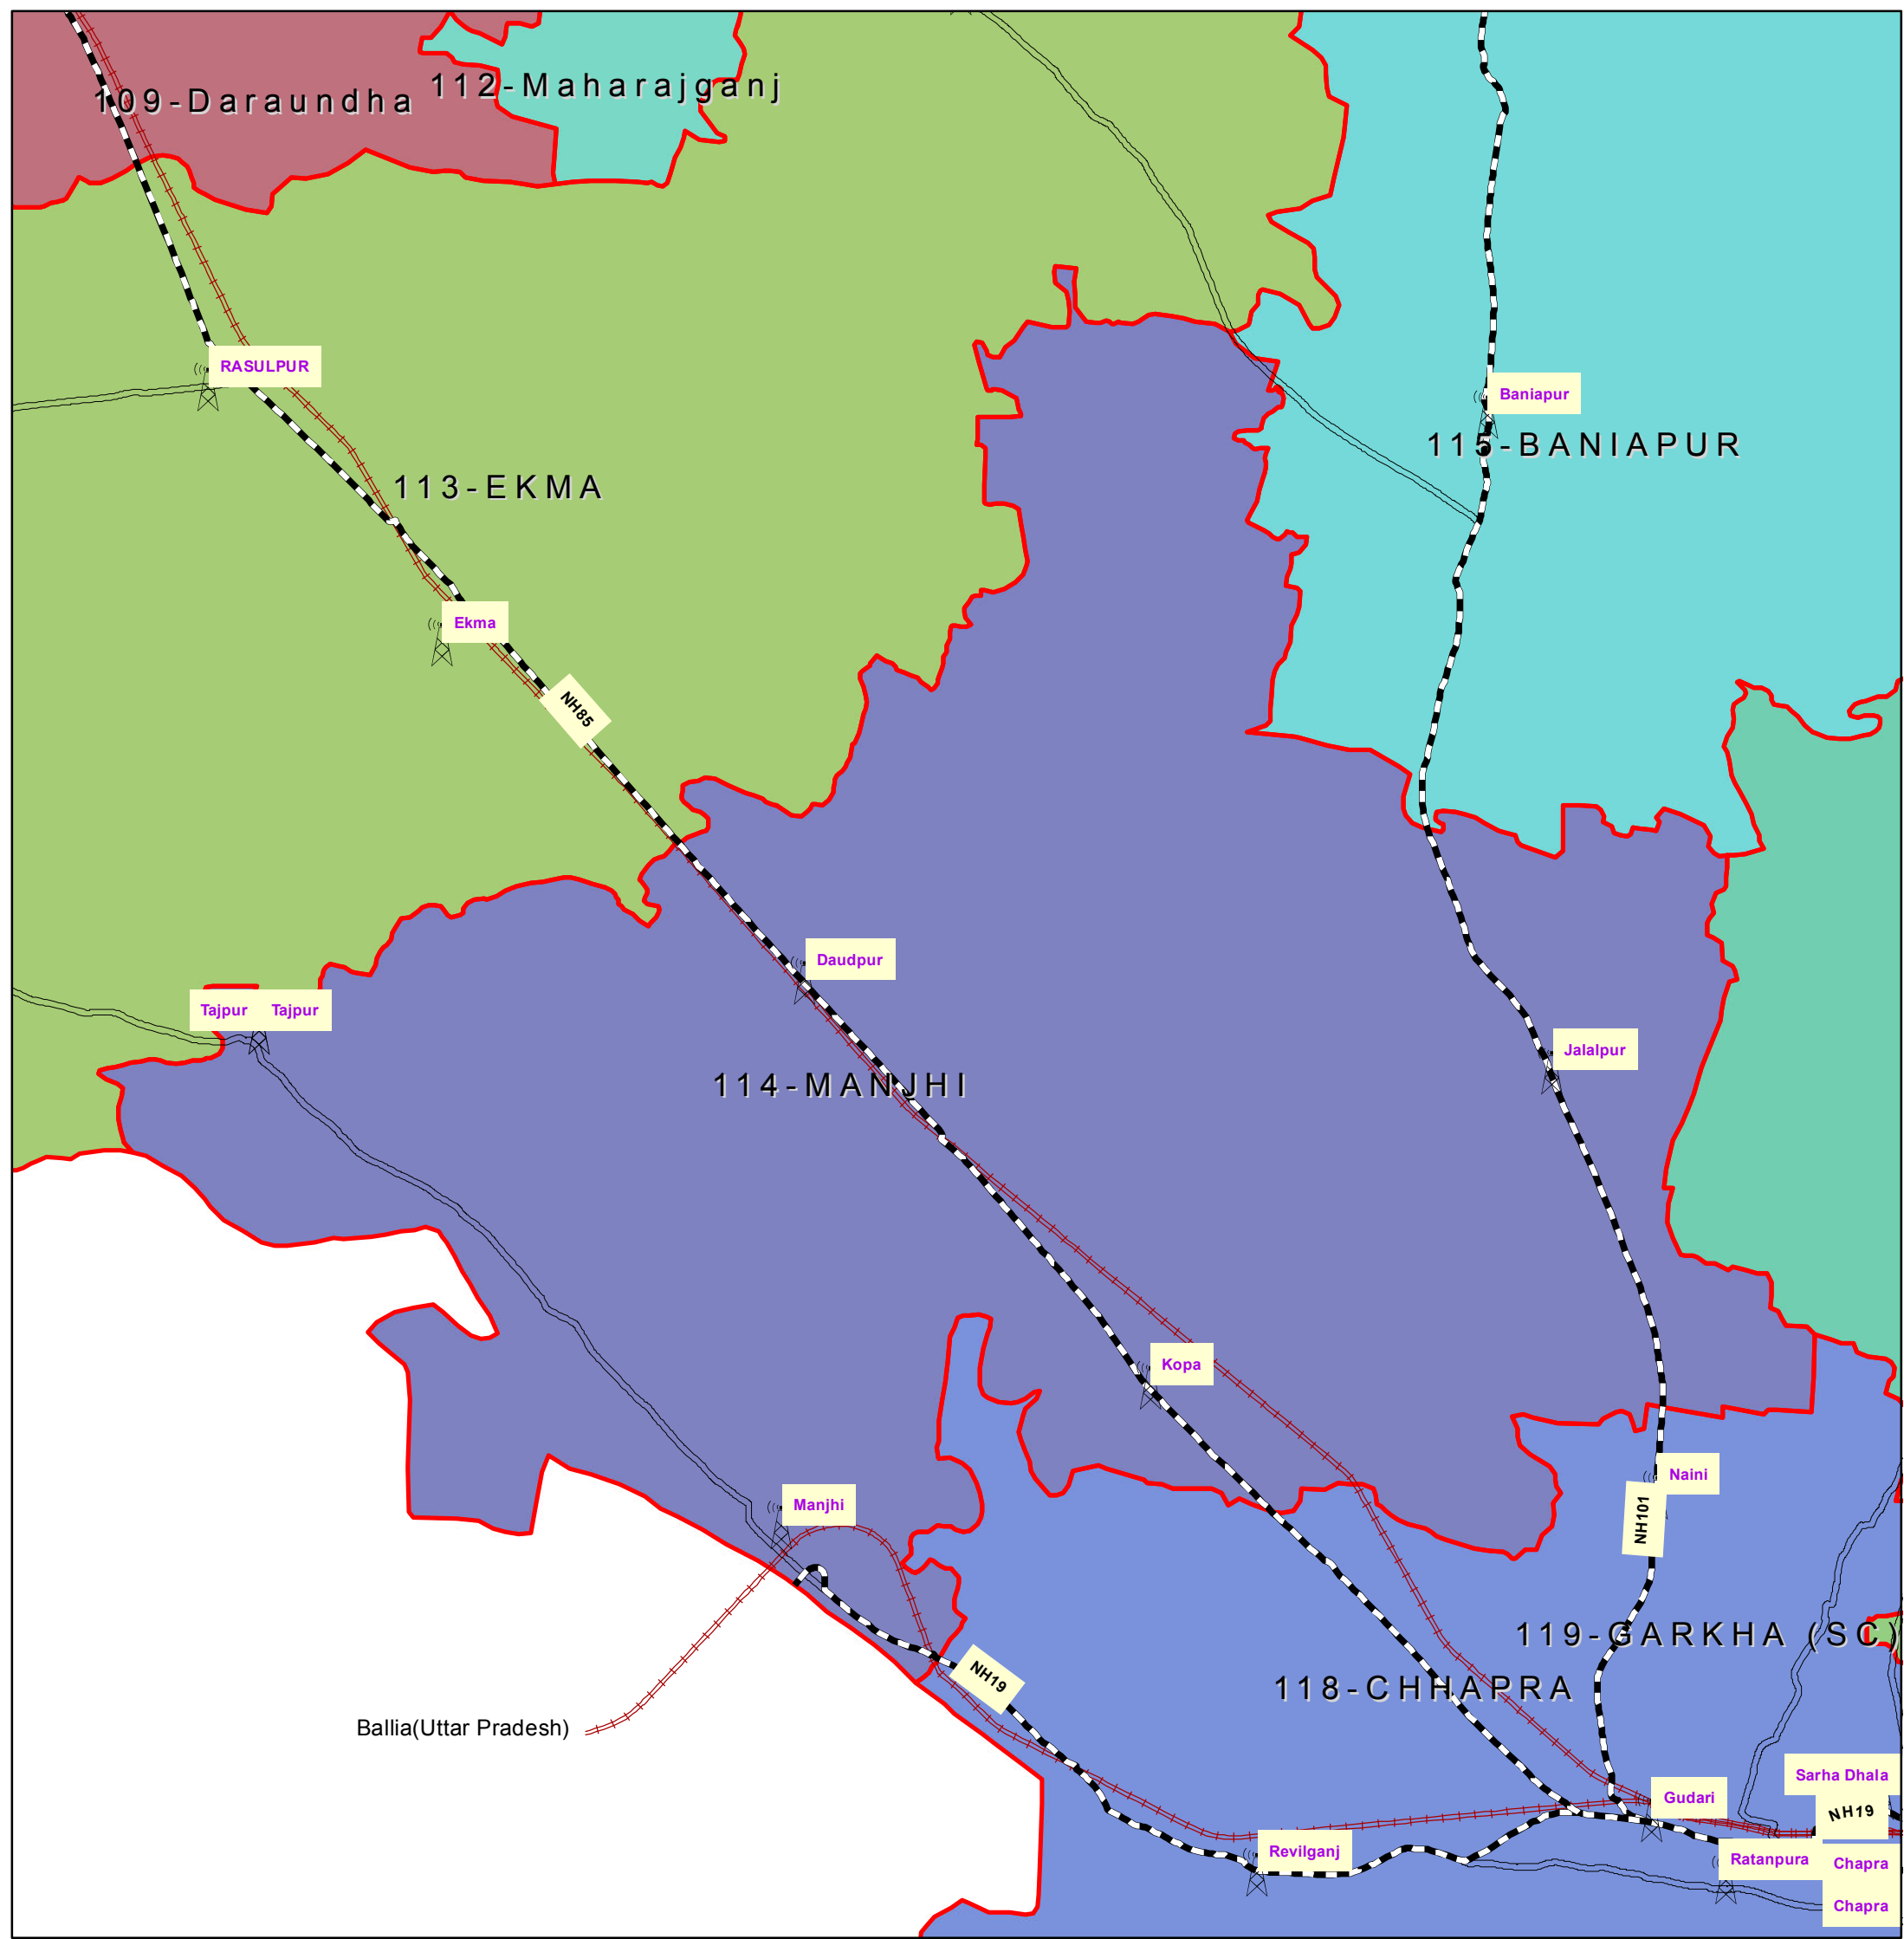 112-Maharajganj
109-Daraundha
RASULPUR
Baniapur
115-BANIAPUR
113-EKMA
Ekma
NH85
Daudpur
Tajpur Tajpur
Jalalpur
114-MANJHI
Kopa
Naini
Manjhi
NH101
119-GARKHA (SC)
NH19
118-CHHAPRA
Ballia(Uttar Pradesh)
Sarha Dhala
Gudari
NH19
Revilganj
Ratanpura
Chapra
Chapra